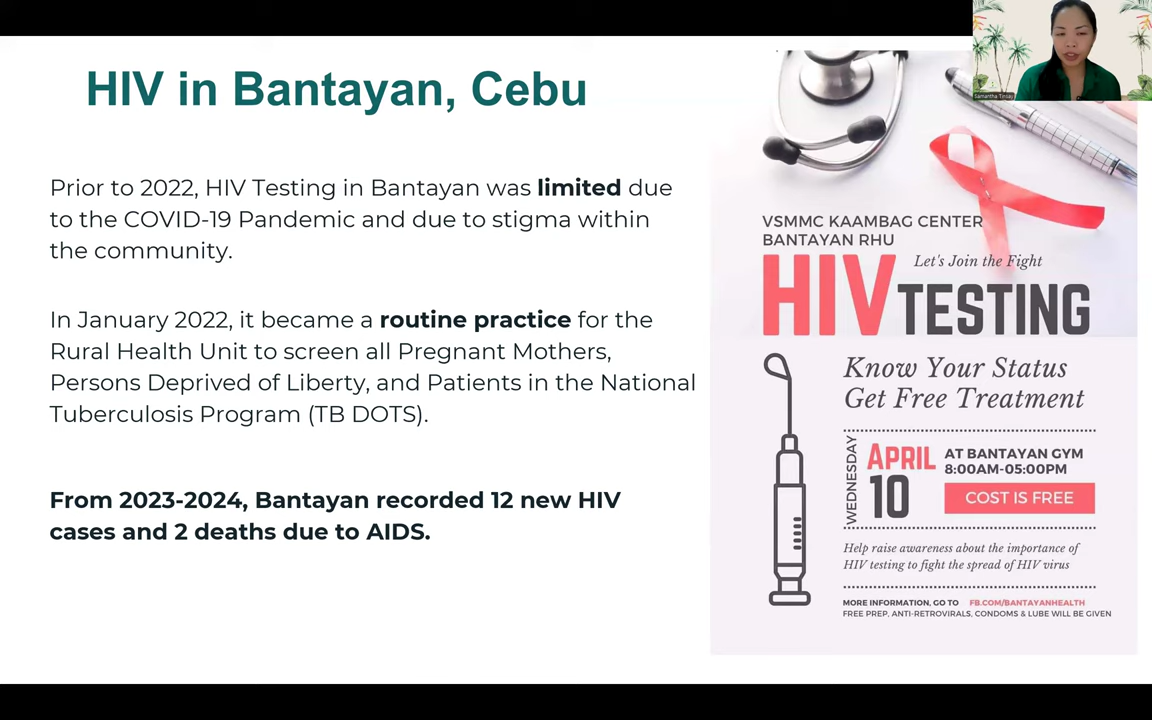 HIV in Bantayan, Cebu
Prior to 2022, HIV Testing in Bantayan was limited due
to the COVID-19 Pandemic and due to stigma within
the community.
In January 2022, it became a routine practice for the
Rural Health Unit to screen all Pregnant Mothers,
Persons Deprived of Liberty, and Patients in the National
Tuberculosis Program (TB DOTS).
From 2023-2024, Bantayan recorded 12 new HIV
cases and 2 deaths due to AIDS.
Samantha Tinsay
VSMMC KAAMBAG CENTER
BANTAYAN RHU
Let's Join the Fight
HIV TESTING
Know Your Status
Get Free Treatment
WEDNESDAY
APRIL
10
AT BANTAYAN GYM
8:00AM-05:00PM
COST IS FREE
Help raise awareness about the importance of
HIV testing to fight the spread of HIV virus
MORE INFORMATION, GO TO FB.COM/BANTAYANHEALTH
FREE PREP, ANTI-RETROVIRALS, CONDOMS & LUBE WILL BE GIVEN